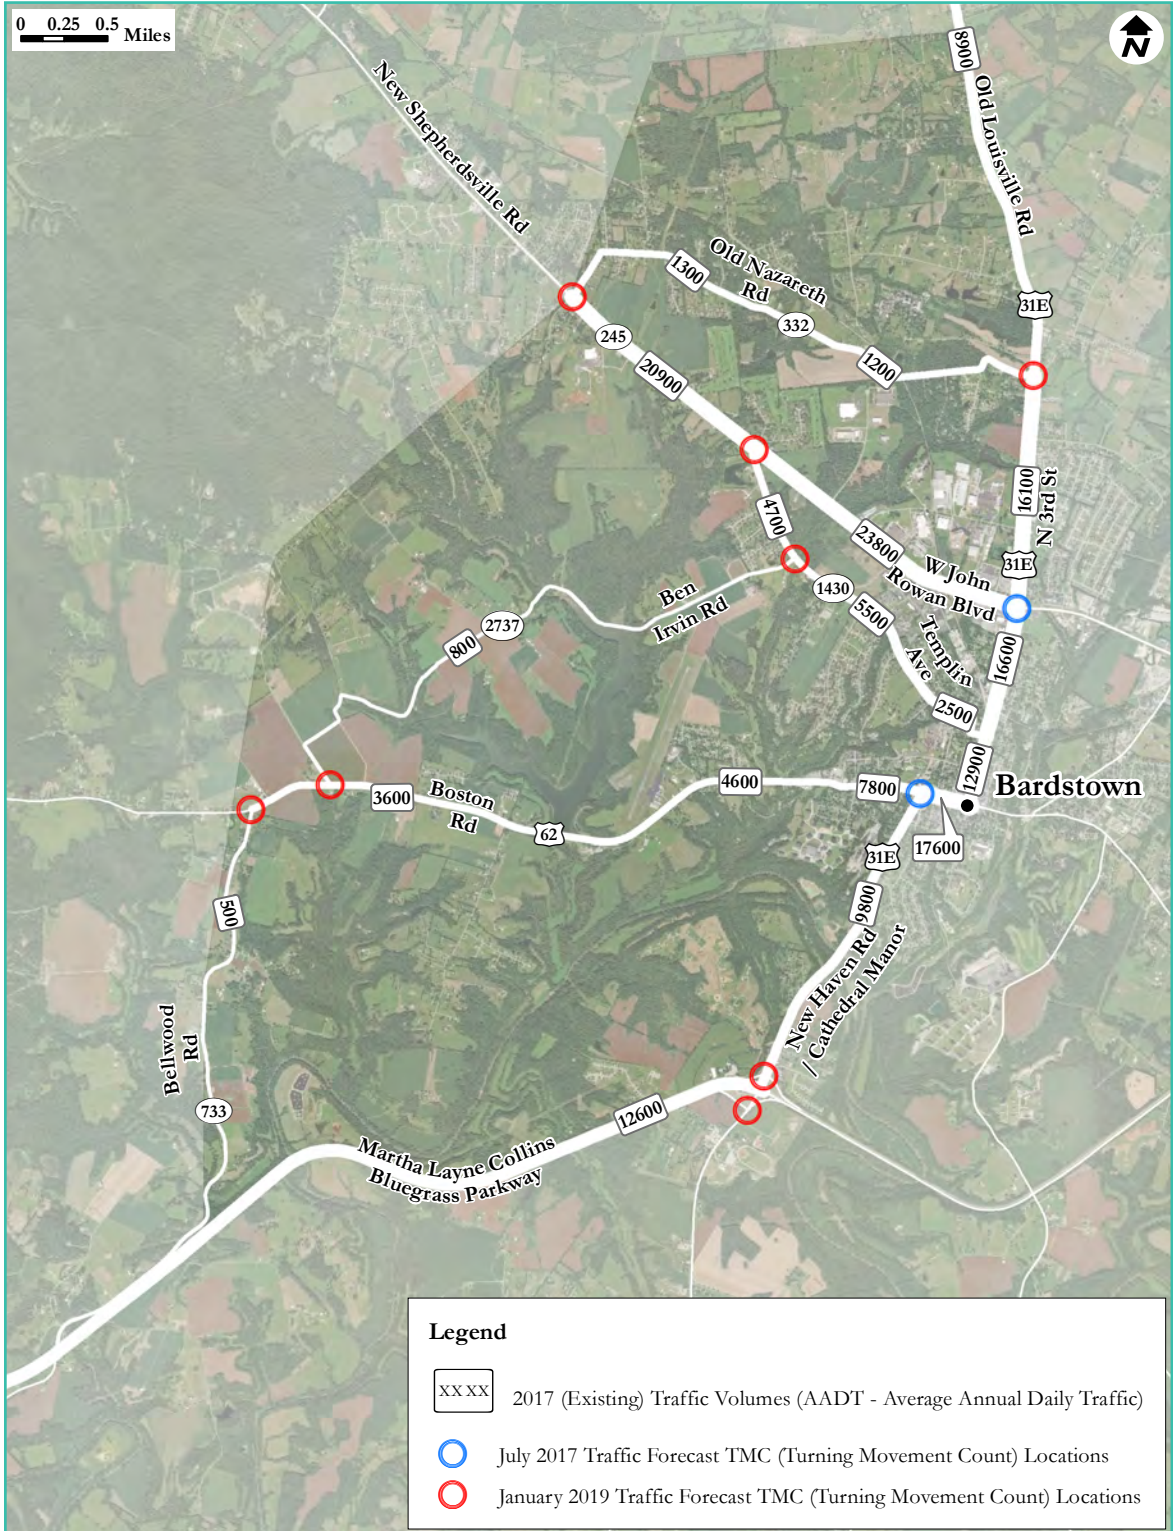 0 0.25 0.5 Miles
N
8900
Old Louisville Rd
New Shepherdsville Rd
Old Nazareth
Rd
1300
31E
332
245
1200
20900
16100
N 3rd St
4700
23800
W John
Rowan Blvd
31E
Ben
Irvin Rd
1430
5500
2737
800
Templin
Ave
16600
2500
12900
Bardstown
3600
Boston
Rd
4600
7800
62
17600
31E
500
9800
New Haven Rd
/ Cathedral Manor
Bellwood
Rd
733
12600
Martha Layne Collins
Bluegrass Parkway
Legend
XX XX 2017 (Existing) Traffic Volumes (AADT - Average Annual Daily Traffic)
July 2017 Traffic Forecast TMC (Turning Movement Count) Locations
January 2019 Traffic Forecast TMC (Turning Movement Count) Locations